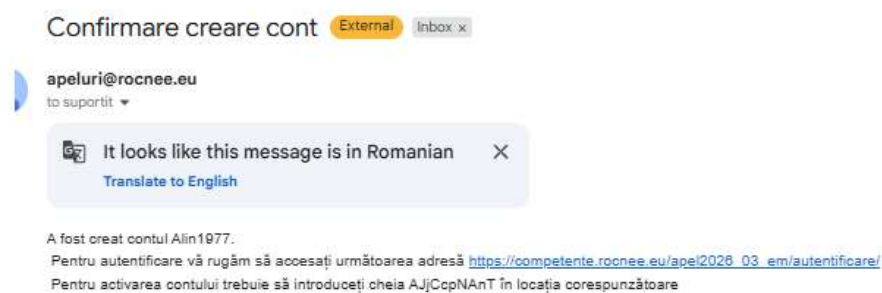 Confirmare creare cont External Inbox x
apeluri@rocnee.eu
to suportit
It looks like this message is in Romanian
Translate to English
A fost creat contul Alin1977.
Pentru autentificare vă rugăm să accesați următoarea adresă https://competente.rocnee.eu/apel2026_03_em/autentificare/
Pentru activarea contului trebuie să introduceți cheia AJjCcpNAnT în locația corespunzătoare